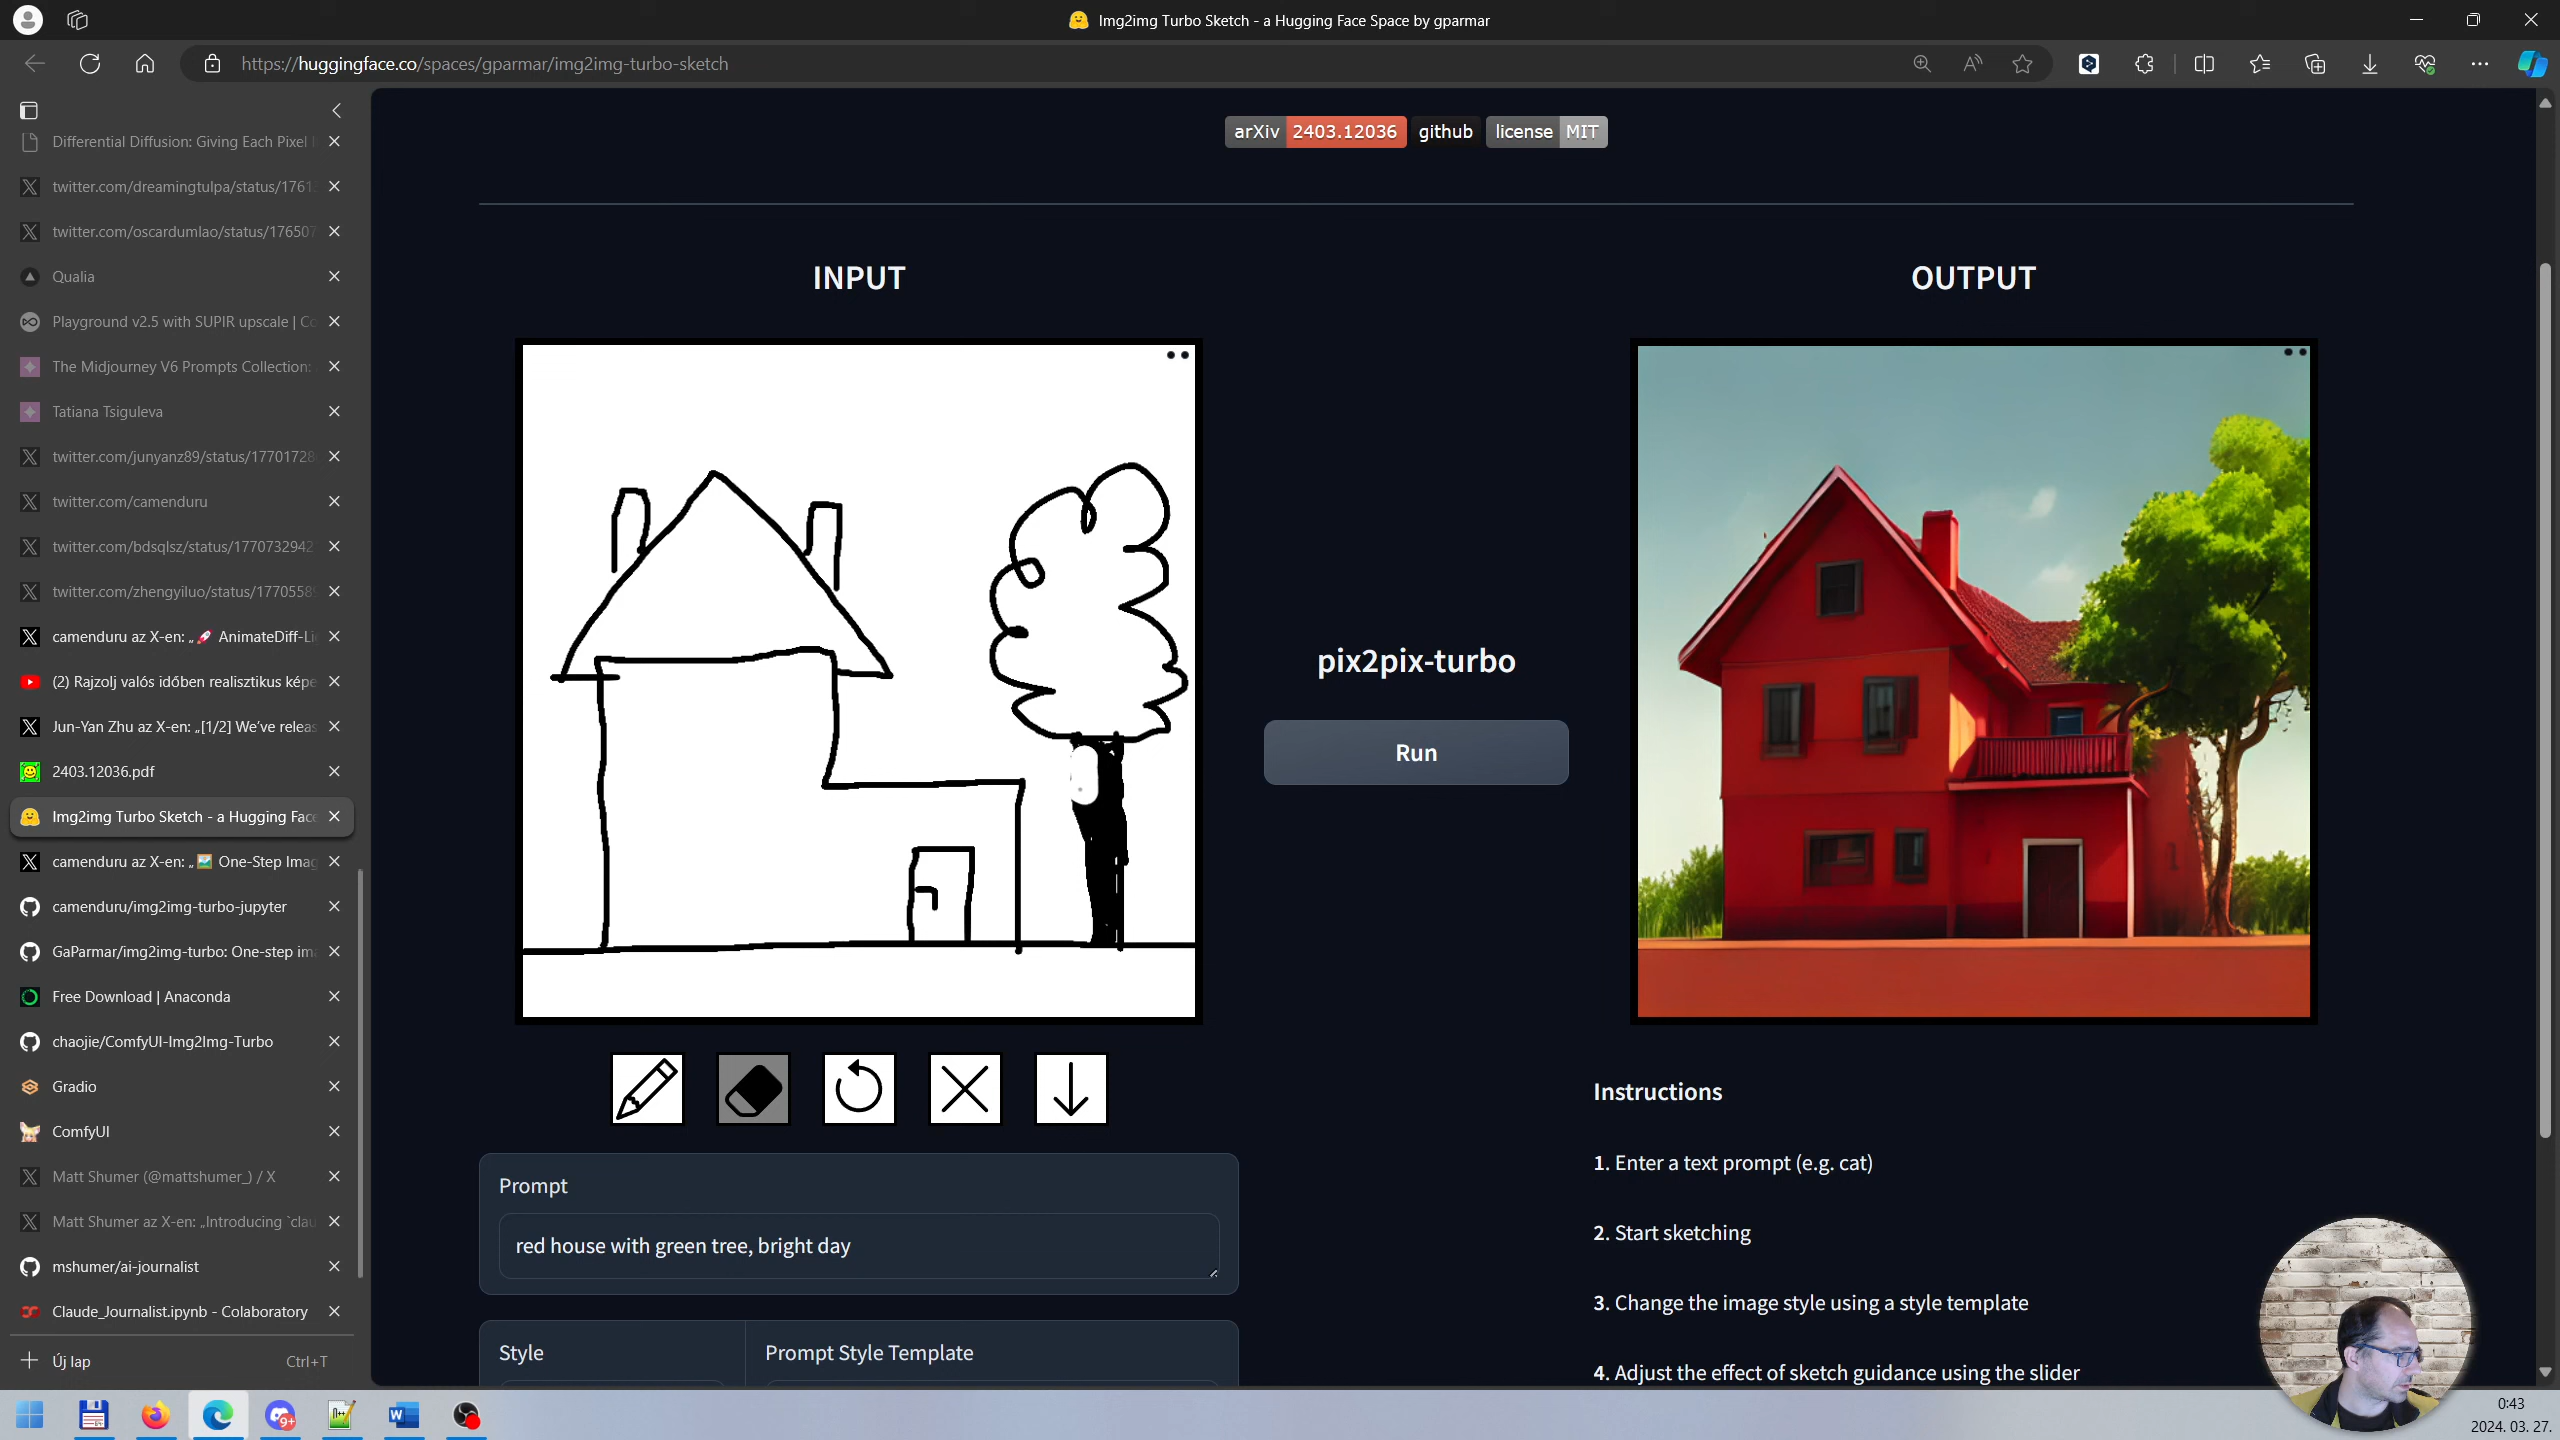 Img2img Turbo Sketch - a Hugging Face Space by gparmar
https://huggingface.co/spaces/gparmar/img2img-turbo-sketch
Differential Diffusion: Giving Each Pixel
twitter.com/dreamingtulpa/status/1761
twitter.com/oscardumlao/status/176507
Qualia
Playground v2.5 with SUPIR upscale | Co
The Midjourney V6 Prompts Collection:
Tatiana Tsiguleva
twitter.com/junyanz89/status/1770172
twitter.com/camenduru
twitter.com/bdsqlsz/status/1770732942
twitter.com/zhengyiluo/status/1770558
camenduru az X-en: „🚀 AnimateDiff-Li
(2) Rajzolj valós időben realisztikus képe
Jun-Yan Zhu az X-en: „[1/2] We've releas
2403.12036.pdf
Img2img Turbo Sketch - a Hugging Face
camenduru az X-en: „🖼️ One-Step Imag
camenduru/img2img-turbo-jupyter
GaParmar/img2img-turbo: One-step im
Free Download | Anaconda
chaojie/ComfyUI-Img2Img-Turbo
Gradio
ComfyUI
Matt Shumer (@mattshumer_) / X
Matt Shumer az X-en: „Introducing `clau
mshumer/ai-journalist
Claude_Journalist.ipynb - Colaboratory
Új lap Ctrl+T
arXiv 2403.12036 github license MIT
INPUT
OUTPUT
pix2pix-turbo
Run
Prompt
red house with green tree, bright day
Style
Prompt Style Template
Instructions
1. Enter a text prompt (e.g. cat)
2. Start sketching
3. Change the image style using a style template
4. Adjust the effect of sketch guidance using the slider
9+
0:43
2024. 03. 27.